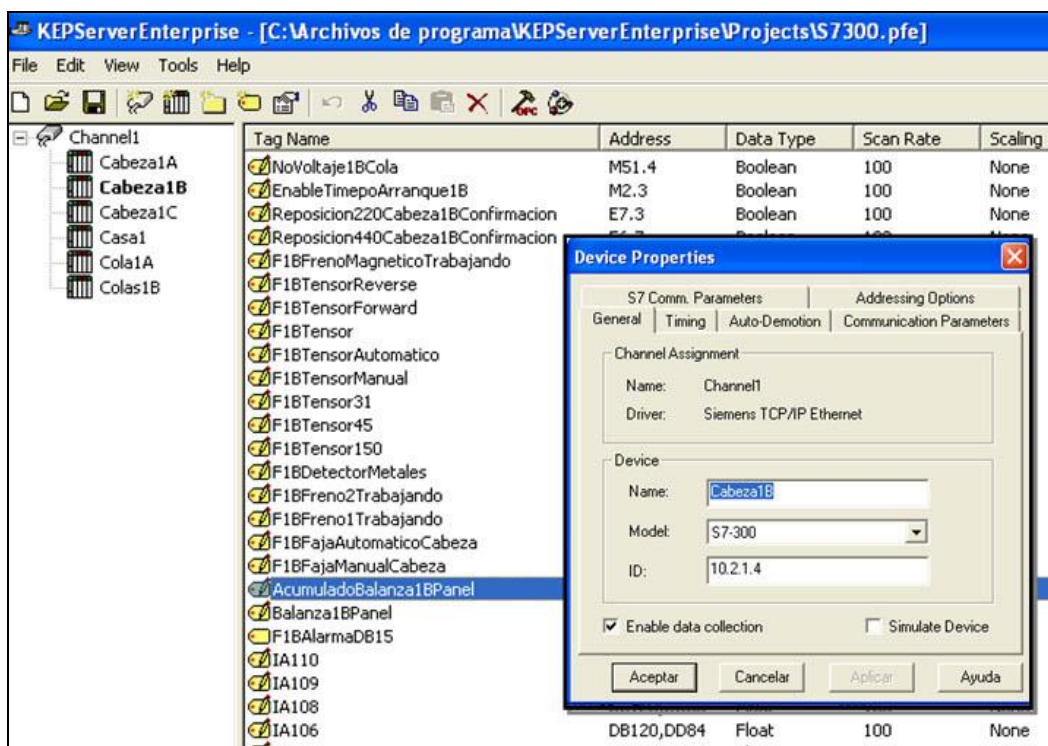 KEPServerEnterprise - [C:\Archivos de programa\KEPServerEnterprise\Projects\S7300.pfe]
File Edit View Tools Help
Channel1
Cabeza1A
Cabeza1B
Cabeza1C
Casa1
Cola1A
Colas1B
Tag Name Address Data Type Scan Rate Scaling
NoVoltaje1BCola M51.4 Boolean 100 None
EnableTimepoArranque1B M2.3 Boolean 100 None
Reposicion220Cabeza1BConfirmacion E7.3 Boolean 100 None
Reposicion440Cabeza1BConfirmacion
F1BFrenoMagneticoTrabajando
F1BTensorReverse
F1BTensorForward
F1BTensor
F1BTensorAutomatico
F1BTensorManual
F1BTensor31
F1BTensor45
F1BTensor150
F1BDetectorMetales
F1BFreno2Trabajando
F1BFreno1Trabajando
F1BFajaAutomaticoCabeza
F1BFajaManualCabeza
AcumuladoBalanza1BPanel
Balanza1BPanel
F1BAlarmaDB15
IA110
IA109
IA108
IA106 DB120,DD84 Float 100 None
Device Properties
S7 Comm. Parameters Addressing Options
General Timing Auto-Demotion Communication Parameters
Channel Assignment
Name: Channel1
Driver: Siemens TCP/IP Ethernet
Device
Name: Cabeza1B
Model: S7-300
ID: 10.2.1.4
Enable data collection Simulate Device
Aceptar Cancelar Aplicar Ayuda